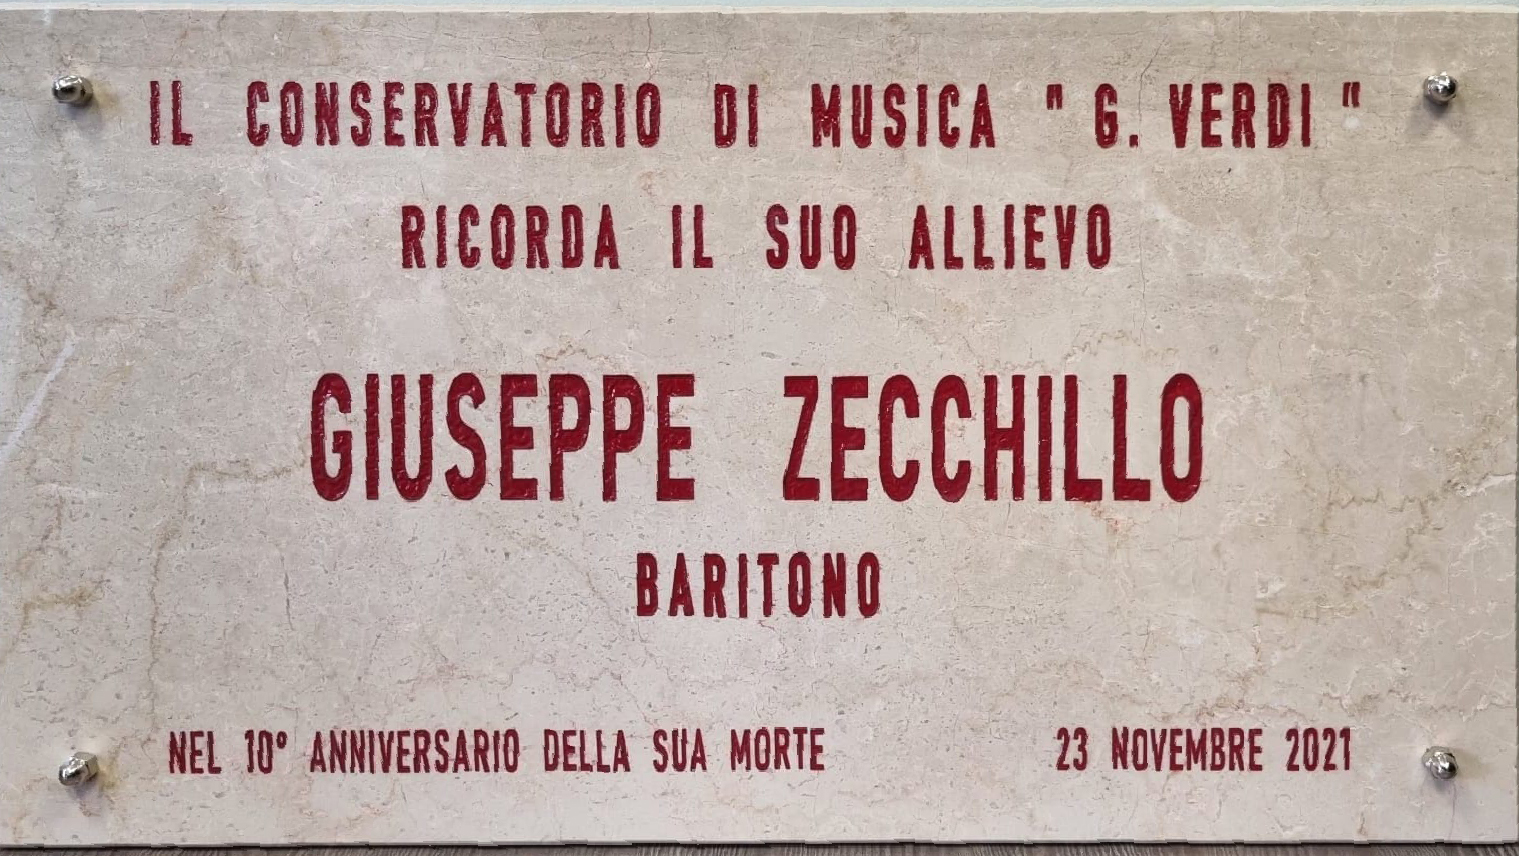 IL CONSERVATORIO DI MUSICA " G. VERDI "
RICORDA IL SUO ALLIEVO
GIUSEPPE ZECCHILLO
BARITONO
NEL 10° ANNIVERSARIO DELLA SUA MORTE 23 NOVEMBRE 2021